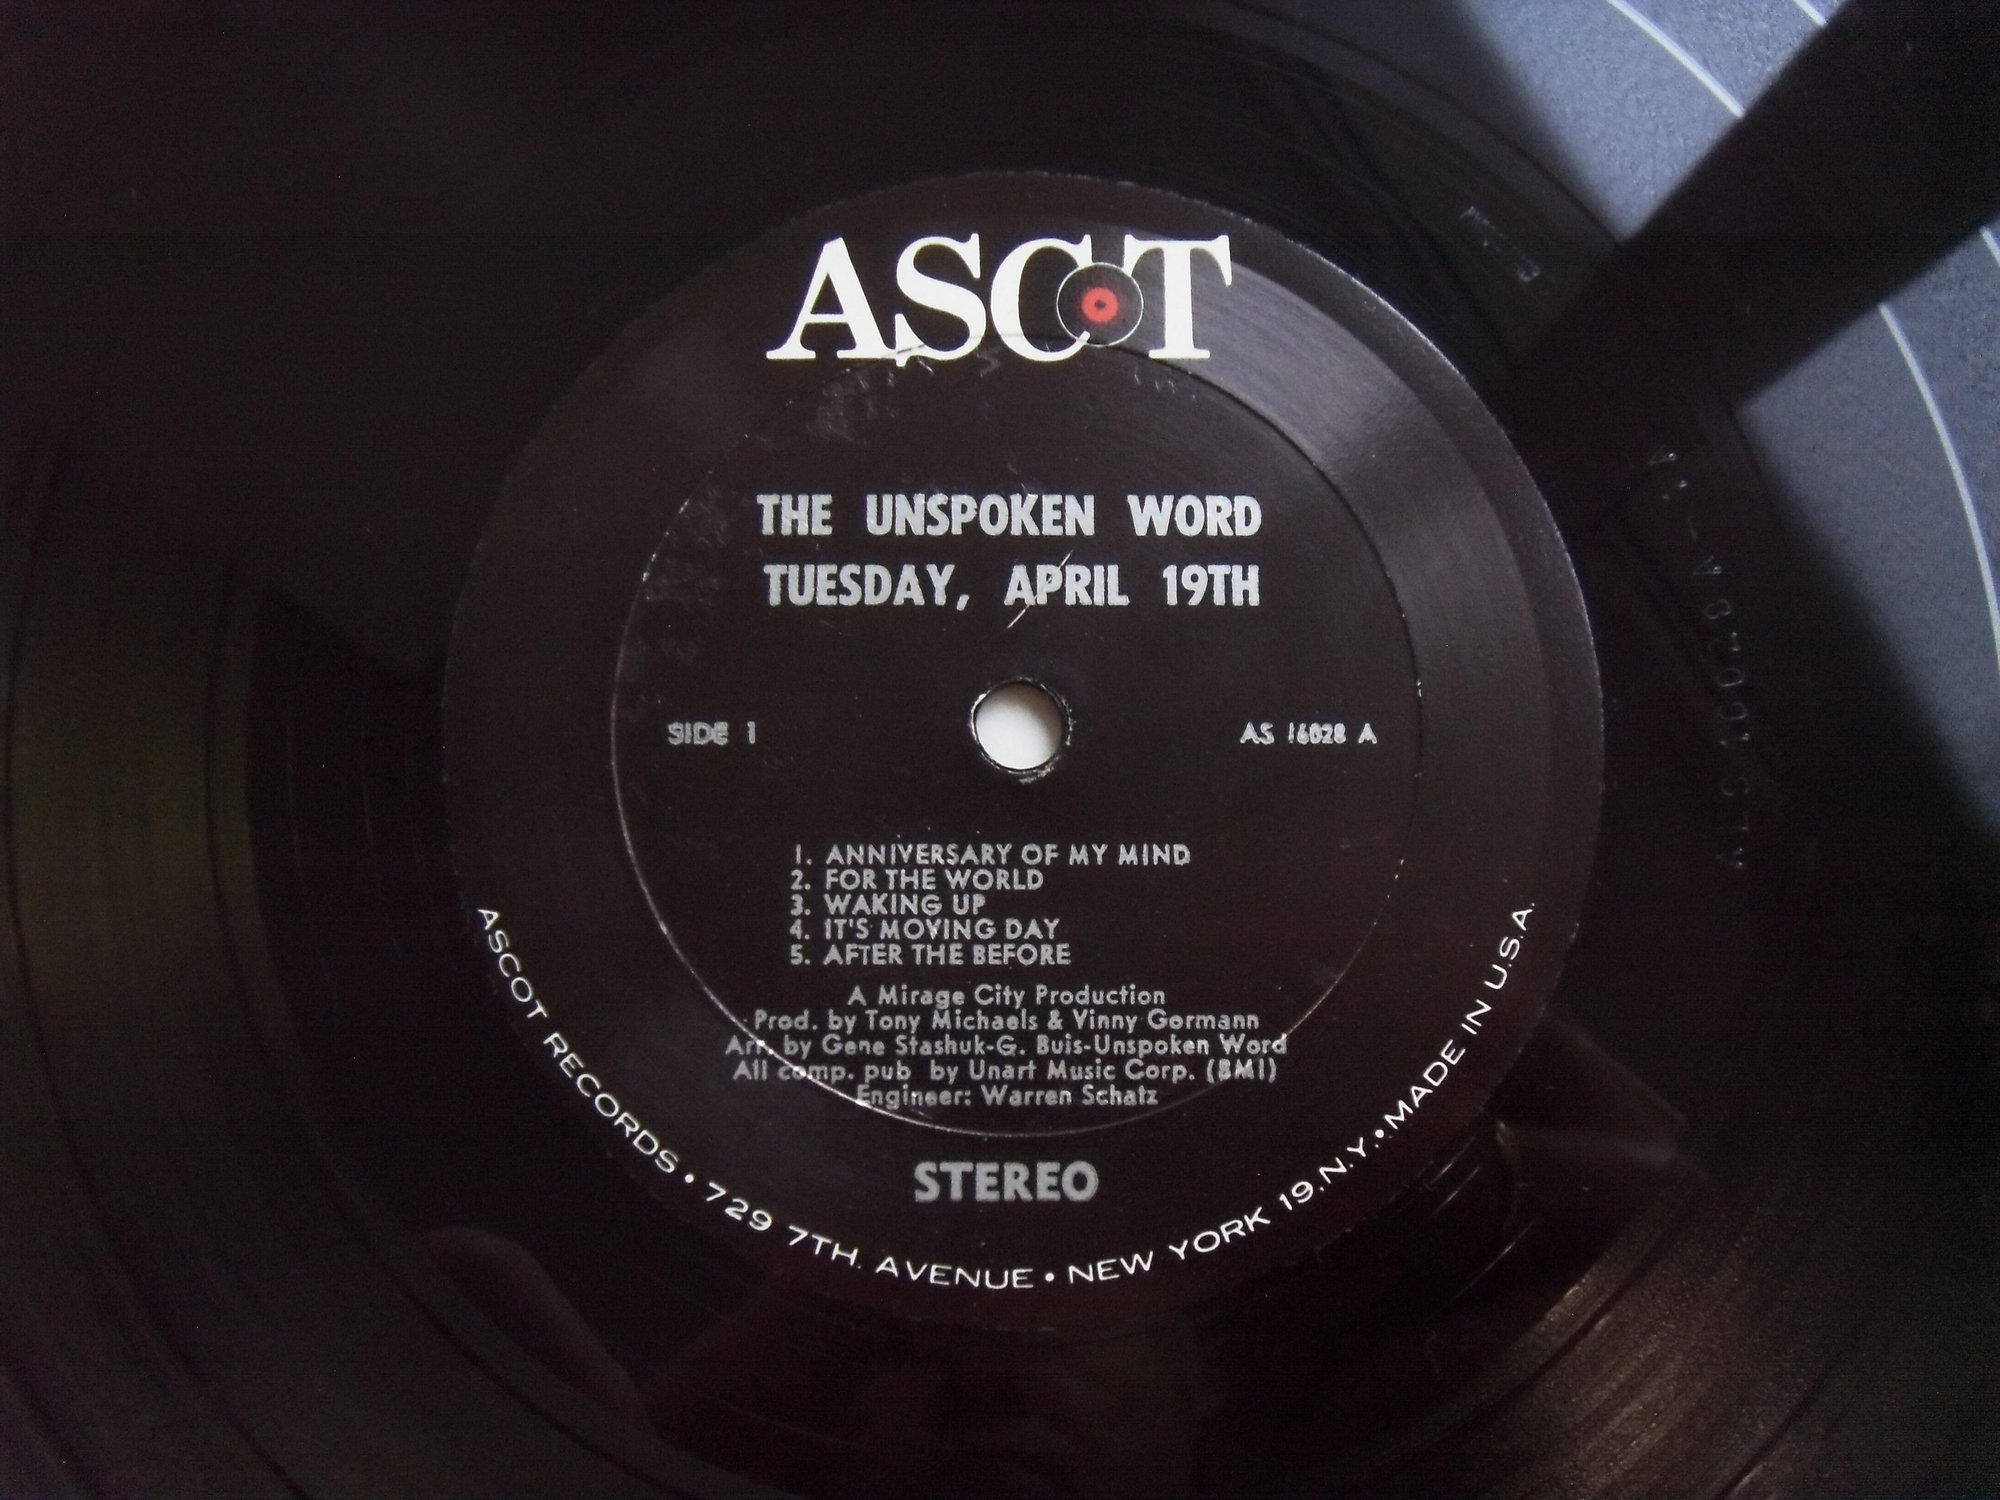 ASCOT
THE UNSPOKEN WORD
TUESDAY, APRIL 19TH
SIDE 1
AS 16028 A
1. ANNIVERSARY OF MY MIND
2. FOR THE WORLD
3. WAKING UP
4. IT'S MOVING DAY
5. AFTER THE BEFORE
A Mirage City Production
Prod. by Tony Michaels & Vinny Gormann
Arr. by Gene Stashuk-G. Buis-Unspoken Word
All comp. pub by Unart Music Corp. (BMI)
Engineer: Warren Schatz
STEREO
ASCOT RECORDS • 729 7TH. AVENUE • NEW YORK 19, N.Y. • MADE IN U.S.A.